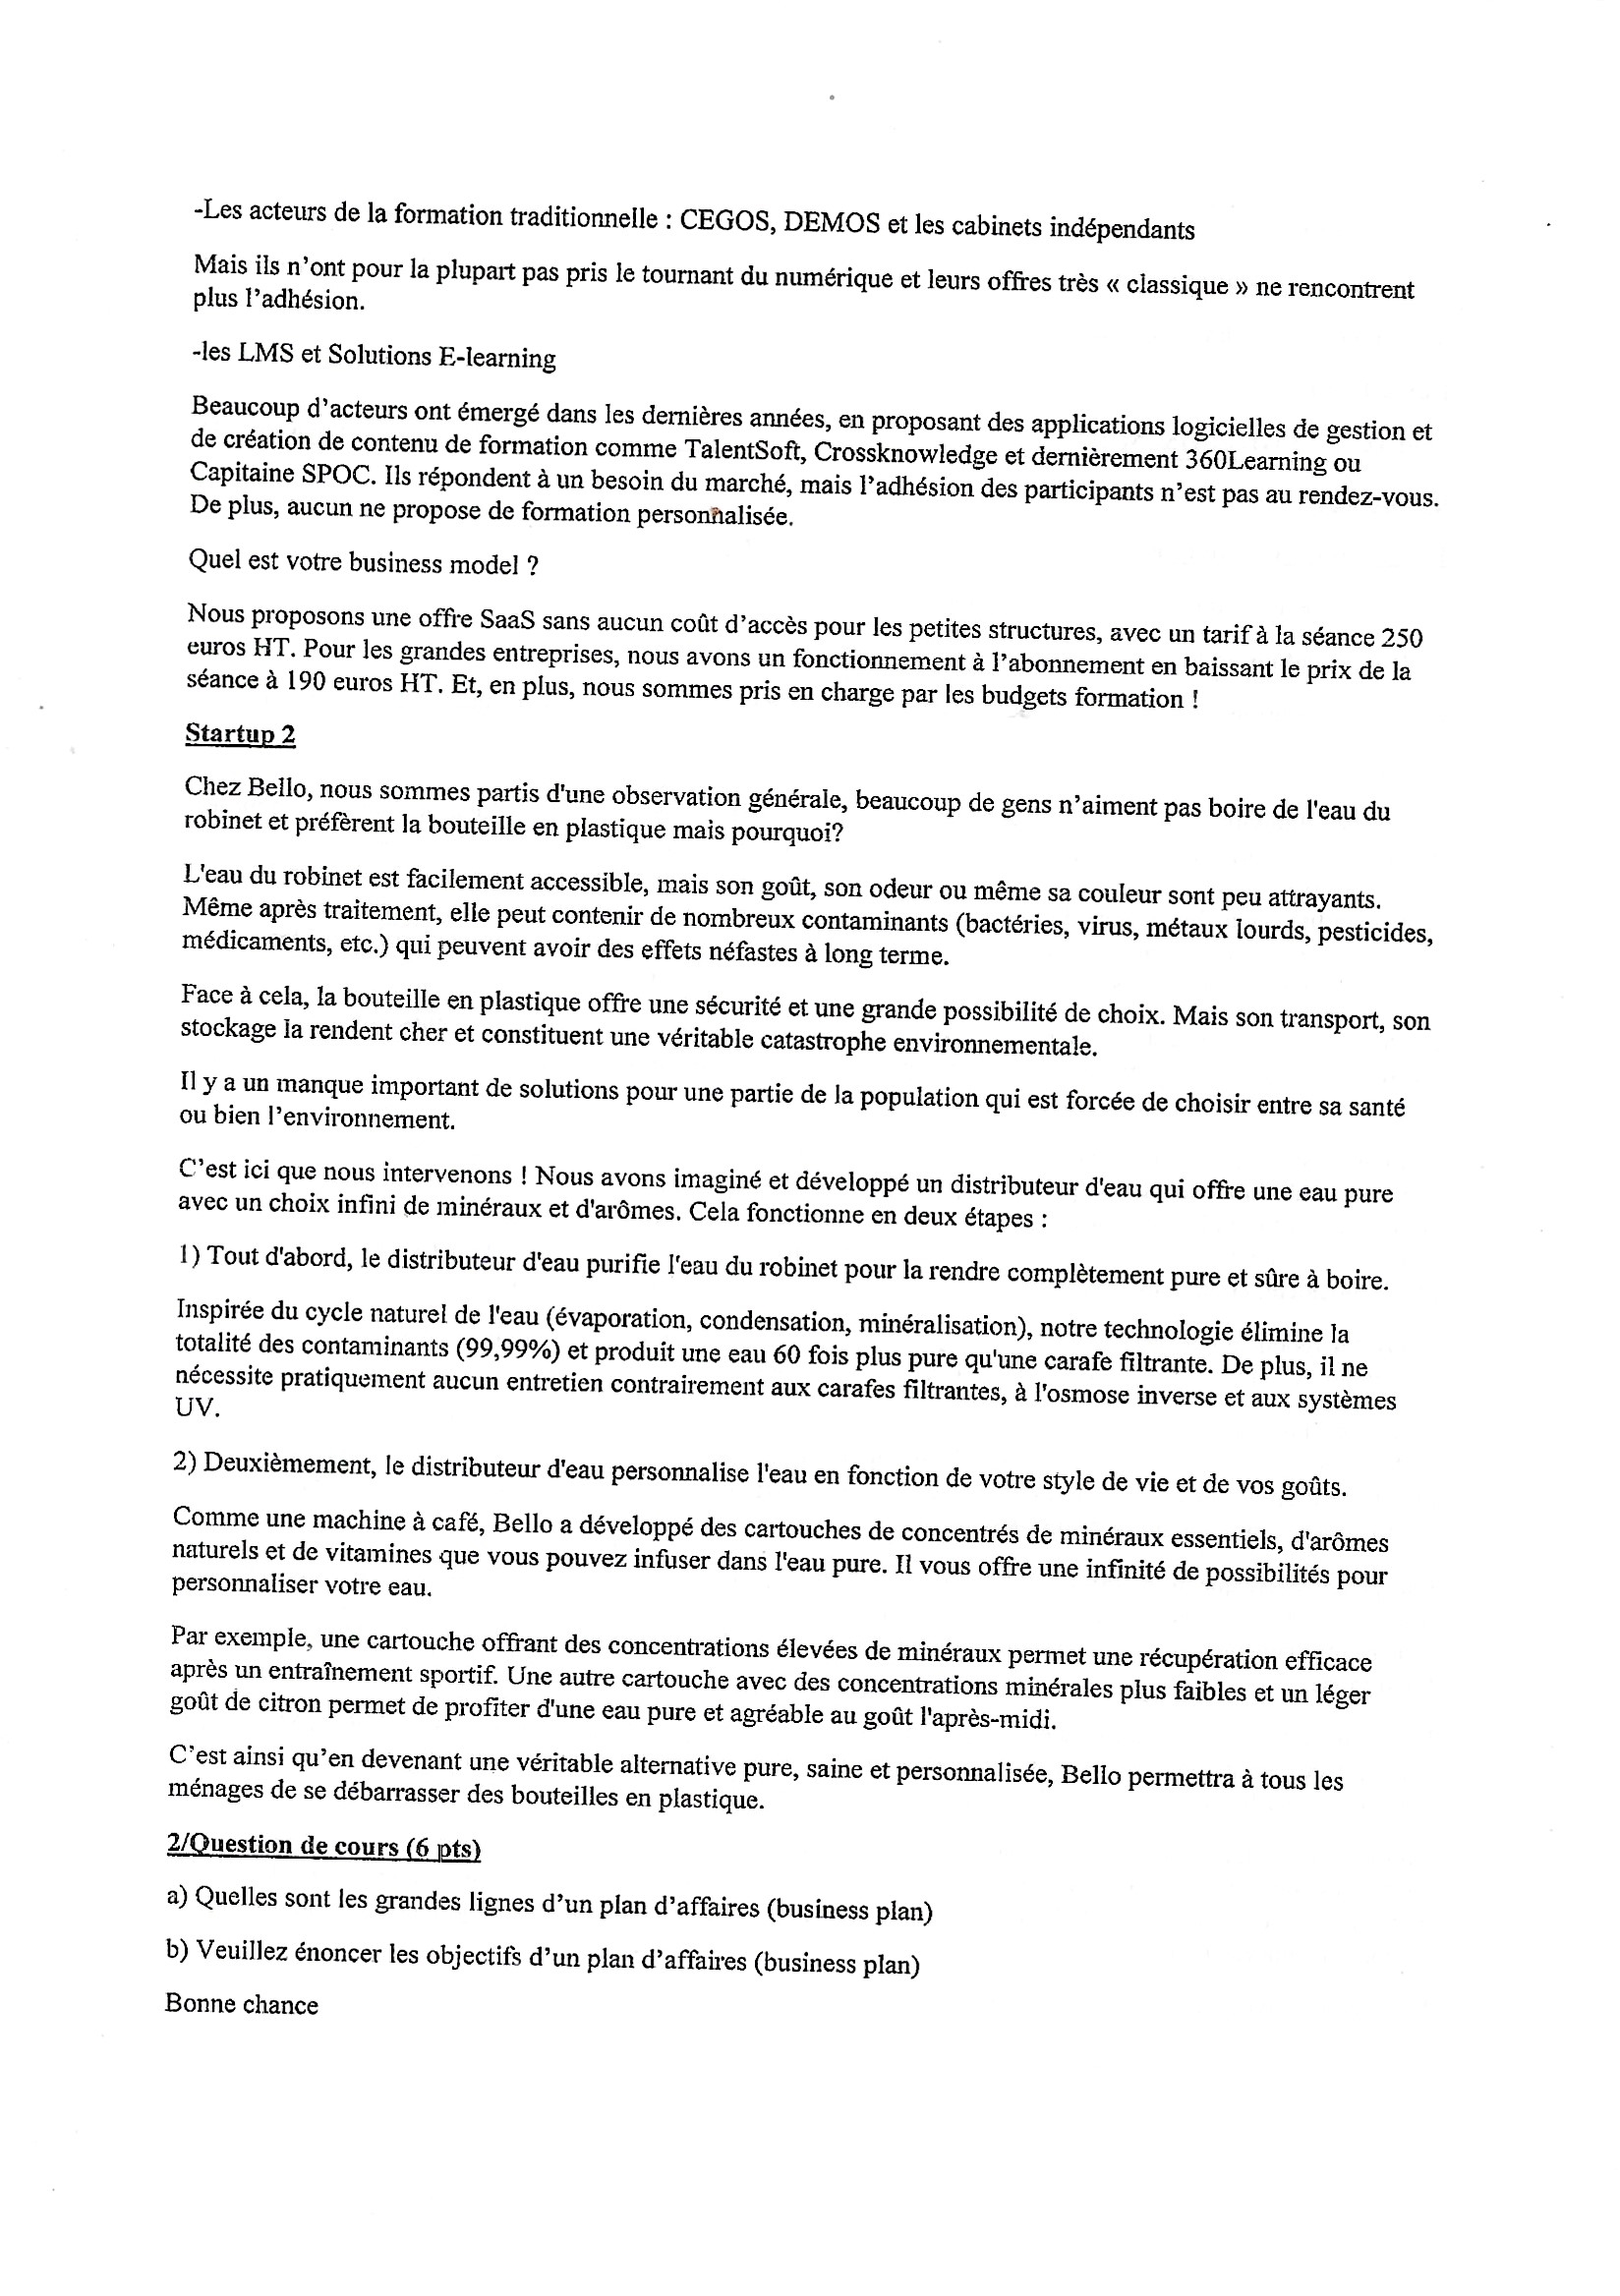 -Les acteurs de la formation traditionnelle : CEGOS, DEMOS et les cabinets indépendants
Mais ils n’ont pour la plupart pas pris le tournant du numérique et leurs offres très « classique » ne rencontrent
plus l’adhésion.
-les LMS et Solutions E-learning
Beaucoup d’acteurs ont émergé dans les dernières années, en proposant des applications logicielles de gestion et
de création de contenu de formation comme TalentSoft, Crossknowledge et dernièrement 360Learning ou
Capitaine SPOC. Ils répondent à un besoin du marché, mais l’adhésion des participants n’est pas au rendez-vous.
De plus, aucun ne propose de formation personnalisée.
Quel est votre business model ?
Nous proposons une offre SaaS sans aucun coût d’accès pour les petites structures, avec un tarif à la séance 250
euros HT. Pour les grandes entreprises, nous avons un fonctionnement à l’abonnement en baissant le prix de la
séance à 190 euros HT. Et, en plus, nous sommes pris en charge par les budgets formation !
Startup 2
Chez Bello, nous sommes partis d'une observation générale, beaucoup de gens n’aiment pas boire de l'eau du
robinet et préfèrent la bouteille en plastique mais pourquoi?
L'eau du robinet est facilement accessible, mais son goût, son odeur ou même sa couleur sont peu attrayants.
Même après traitement, elle peut contenir de nombreux contaminants (bactéries, virus, métaux lourds, pesticides,
médicaments, etc.) qui peuvent avoir des effets néfastes à long terme.
Face à cela, la bouteille en plastique offre une sécurité et une grande possibilité de choix. Mais son transport, son
stockage la rendent cher et constituent une véritable catastrophe environnementale.
Il y a un manque important de solutions pour une partie de la population qui est forcée de choisir entre sa santé
ou bien l’environnement.
C’est ici que nous intervenons ! Nous avons imaginé et développé un distributeur d'eau qui offre une eau pure
avec un choix infini de minéraux et d'arômes. Cela fonctionne en deux étapes :
1) Tout d'abord, le distributeur d'eau purifie l'eau du robinet pour la rendre complètement pure et sûre à boire.
Inspirée du cycle naturel de l'eau (évaporation, condensation, minéralisation), notre technologie élimine la
totalité des contaminants (99,99%) et produit une eau 60 fois plus pure qu'une carafe filtrante. De plus, il ne
nécessite pratiquement aucun entretien contrairement aux carafes filtrantes, à l'osmose inverse et aux systèmes
UV.
2) Deuxièmement, le distributeur d'eau personnalise l'eau en fonction de votre style de vie et de vos goûts.
Comme une machine à café, Bello a développé des cartouches de concentrés de minéraux essentiels, d'arômes
naturels et de vitamines que vous pouvez infuser dans l'eau pure. Il vous offre une infinité de possibilités pour
personnaliser votre eau.
Par exemple, une cartouche offrant des concentrations élevées de minéraux permet une récupération efficace
après un entraînement sportif. Une autre cartouche avec des concentrations minérales plus faibles et un léger
goût de citron permet de profiter d'une eau pure et agréable au goût l'après-midi.
C’est ainsi qu’en devenant une véritable alternative pure, saine et personnalisée, Bello permettra à tous les
ménages de se débarrasser des bouteilles en plastique.
2/Question de cours (6 pts)
a) Quelles sont les grandes lignes d’un plan d’affaires (business plan)
b) Veuillez énoncer les objectifs d’un plan d’affaires (business plan)
Bonne chance